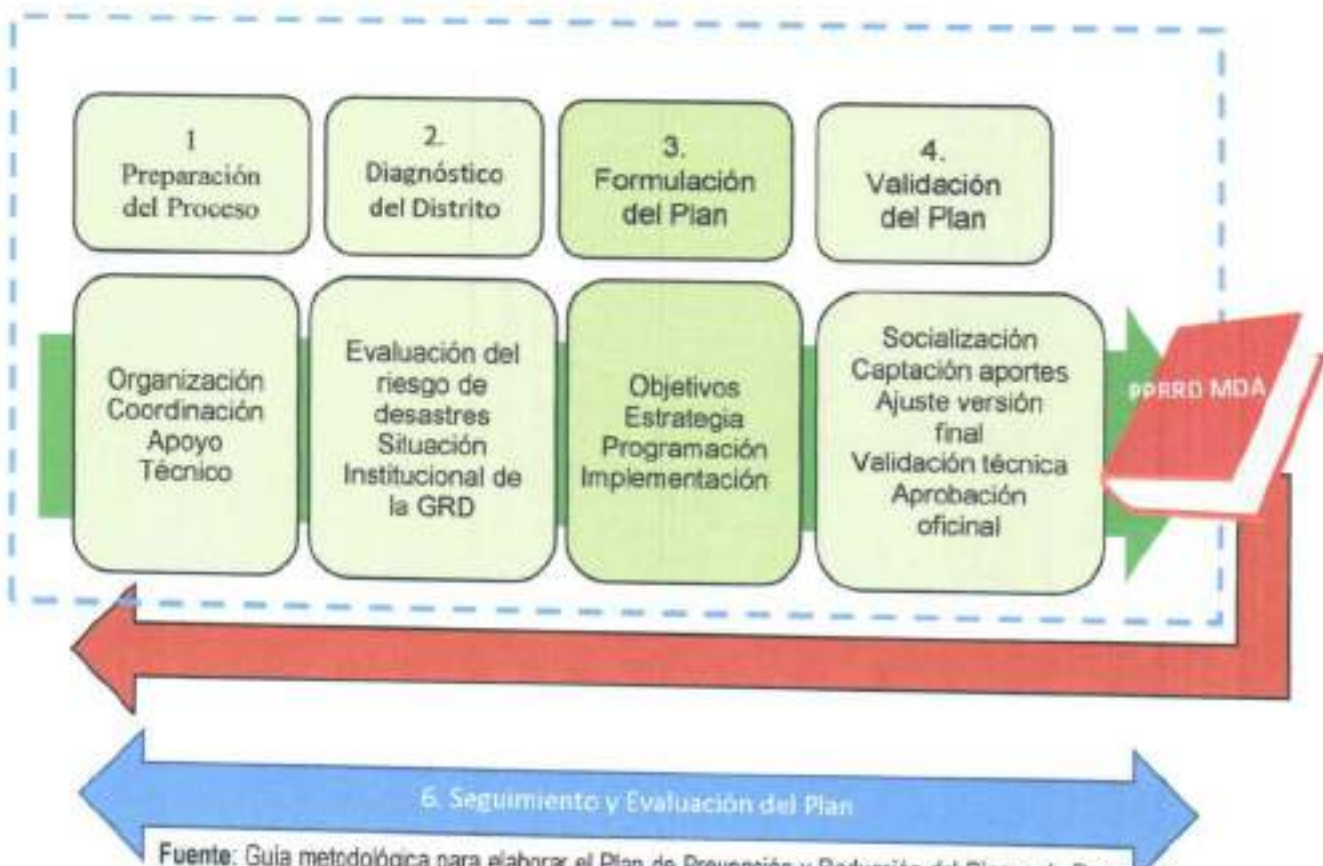 1
Preparación
del Proceso
2.
Diagnóstico
del Distrito
3.
Formulación
del Plan
4.
Validación
del Plan
Organización
Coordinación
Apoyo
Técnico
Evaluación del
riesgo de
desastres
Situación
Institucional de
la GRD
Objetivos
Estrategia
Programación
Implementación
Socialización
Captación aportes
Ajuste versión
final
Validación técnica
Aprobación
oficinal
PPRRD MDA
6. Seguimiento y Evaluación del Plan
Fuente: Guía metodológica para elaborar el Plan de Prevención y Reducción del Riesgo de